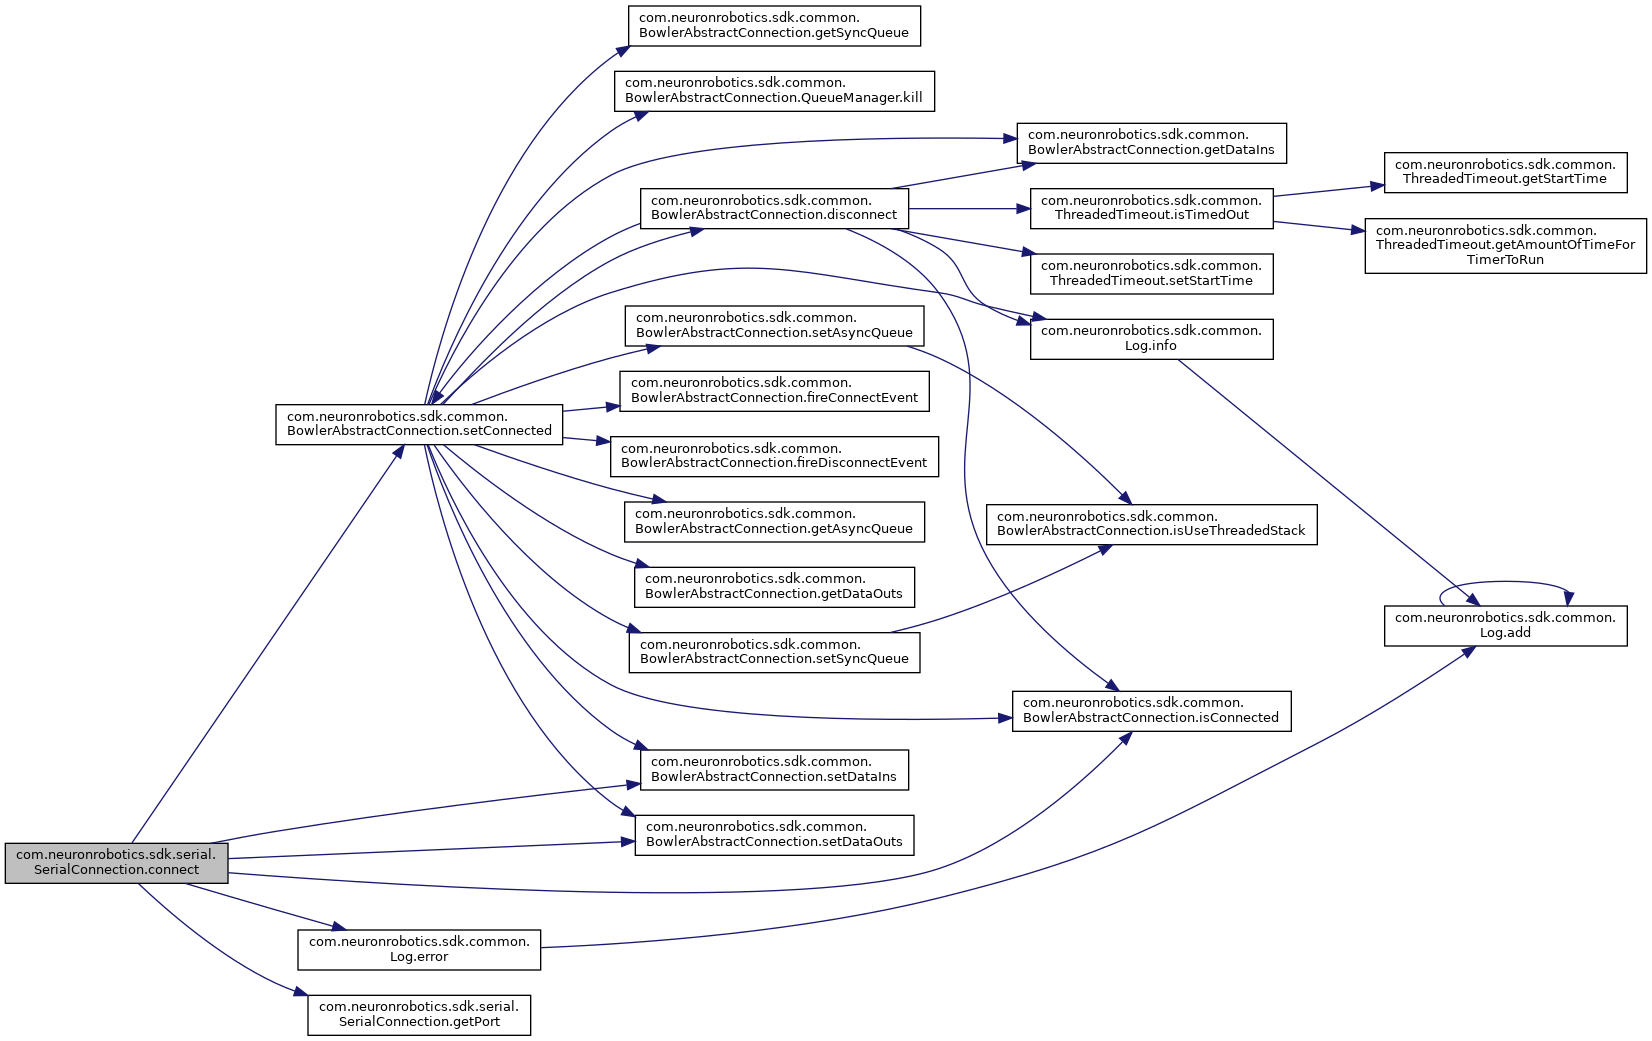 com.neuronrobotics.sdk.common.
BowlerAbstractConnection.getSyncQueue
com.neuronrobotics.sdk.common.
BowlerAbstractConnection.QueueManager.kill
com.neuronrobotics.sdk.common.
BowlerAbstractConnection.getDataIns
com.neuronrobotics.sdk.common.
ThreadedTimeout.getStartTime
com.neuronrobotics.sdk.common.
BowlerAbstractConnection.disconnect
com.neuronrobotics.sdk.common.
ThreadedTimeout.isTimedOut
com.neuronrobotics.sdk.common.
ThreadedTimeout.getAmountOfTimeFor
TimerToRun
com.neuronrobotics.sdk.common.
ThreadedTimeout.setStartTime
com.neuronrobotics.sdk.common.
BowlerAbstractConnection.setAsyncQueue
com.neuronrobotics.sdk.common.
Log.info
com.neuronrobotics.sdk.common.
BowlerAbstractConnection.fireConnectEvent
com.neuronrobotics.sdk.common.
BowlerAbstractConnection.setConnected
com.neuronrobotics.sdk.common.
BowlerAbstractConnection.fireDisconnectEvent
com.neuronrobotics.sdk.common.
BowlerAbstractConnection.getAsyncQueue
com.neuronrobotics.sdk.common.
BowlerAbstractConnection.isUseThreadedStack
com.neuronrobotics.sdk.common.
BowlerAbstractConnection.getDataOuts
com.neuronrobotics.sdk.common.
Log.add
com.neuronrobotics.sdk.common.
BowlerAbstractConnection.setSyncQueue
com.neuronrobotics.sdk.common.
BowlerAbstractConnection.isConnected
com.neuronrobotics.sdk.common.
BowlerAbstractConnection.setDataIns
com.neuronrobotics.sdk.common.
BowlerAbstractConnection.setDataOuts
com.neuronrobotics.sdk.serial.
SerialConnection.connect
com.neuronrobotics.sdk.common.
Log.error
com.neuronrobotics.sdk.serial.
SerialConnection.getPort